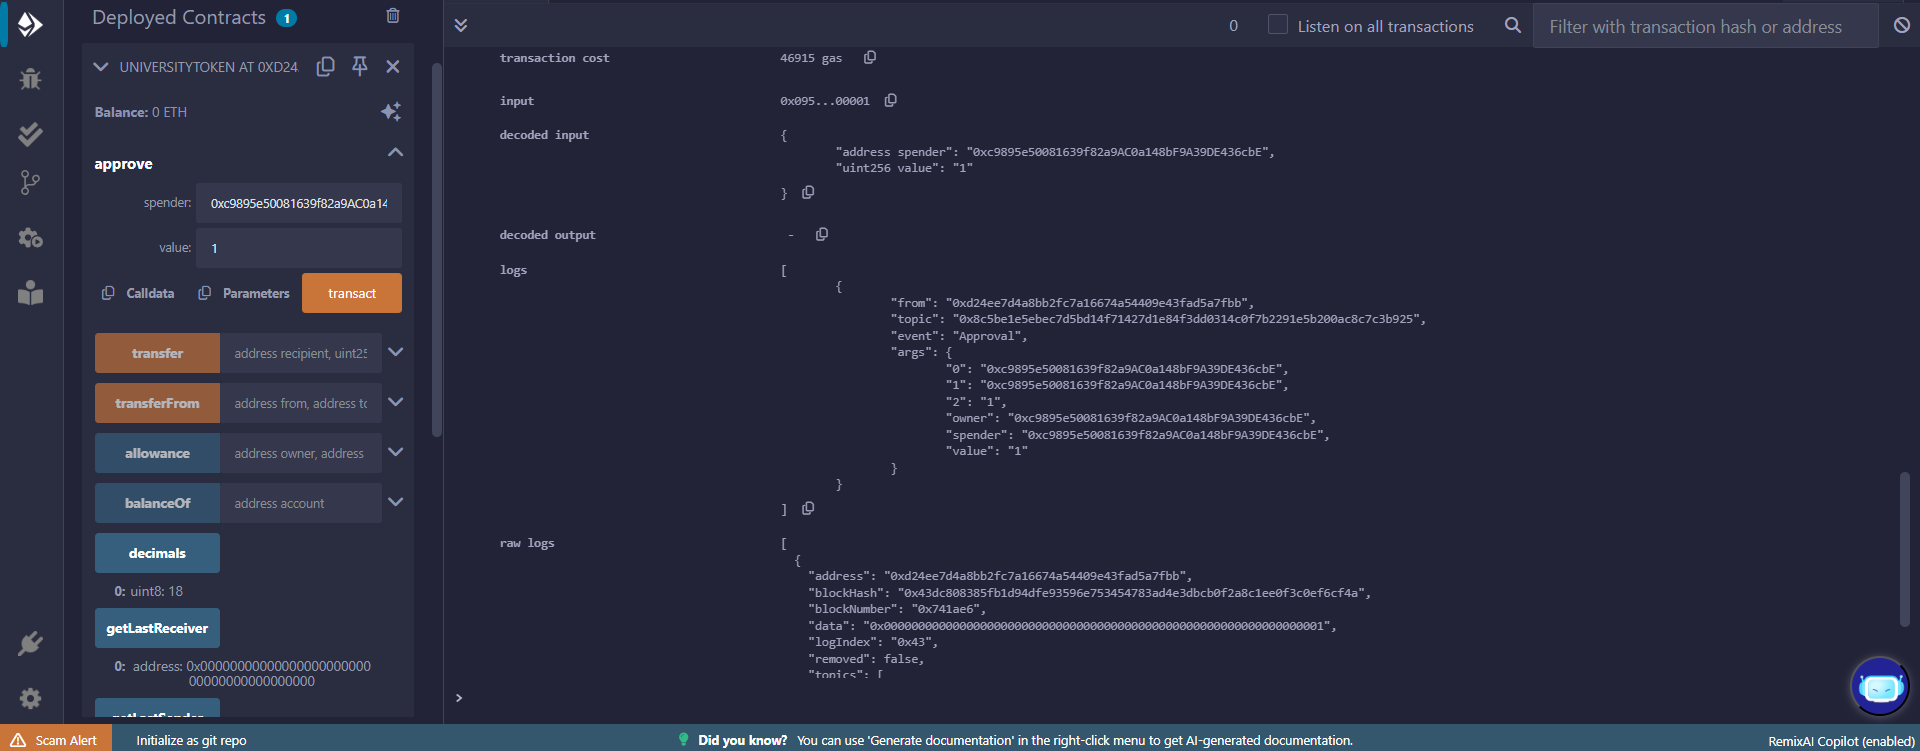 Deployed Contracts 1
UNIVERSITYTOKEN AT 0XD24
Balance: 0 ETH
approve
spender: 0xc9895e50081639f82a9AC0a14
value: 1
Calldata Parameters transact
transfer address recipient, uint25
transferFrom address from, address to
allowance address owner, address
balanceOf address account
decimals
0: uint8: 18
getLastReceiver
0: address: 0x00000000000000000000000
00000000000000000
getLastSender
0 Listen on all transactions Filter with transaction hash or address
transaction cost 46915 gas
input 0x095...00001
decoded input {
"address spender": "0xc9895e50081639f82a9AC0a148bF9A39DE436cbE",
"uint256 value": "1"
}
decoded output -
logs [
{
"from": "0xd24ee7d4a8bb2fc7a16674a54409e43fad5a7fbb",
"topic": "0x8c5be1e5ebec7d5bd14f71427d1e84f3dd0314c0f7b2291e5b200ac8c7c3b925",
"event": "Approval",
"args": {
"0": "0xc9895e50081639f82a9AC0a148bF9A39DE436cbE",
"1": "0xc9895e50081639f82a9AC0a148bF9A39DE436cbE",
"2": "1",
"owner": "0xc9895e50081639f82a9AC0a148bF9A39DE436cbE",
"spender": "0xc9895e50081639f82a9AC0a148bF9A39DE436cbE",
"value": "1"
}
}
]
raw logs [
{
"address": "0xd24ee7d4a8bb2fc7a16674a54409e43fad5a7fbb",
"blockHash": "0x43dc808385fb1d94dfe93596e753454783ad4e3dbcb0f2a8c1ee0f3c0ef6cf4a",
"blockNumber": "0x741ae6",
"data": "0x0000000000000000000000000000000000000000000000000000000000000001",
"logIndex": "0x43",
"removed": false,
"topics": [
>
Scam Alert Initialize as git repo Did you know? You can use 'Generate documentation' in the right-click menu to get AI-generated documentation. RemixAI Copilot (enabled)